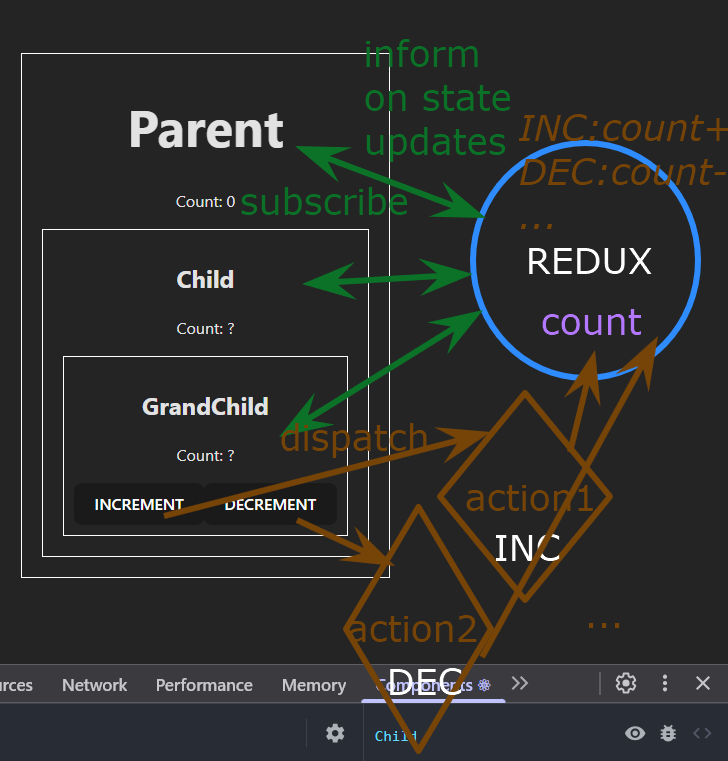 inform
on state
updates
Parent
INC:count+
DEC:count-
...
Count: 0
subscribe
REDUX
count
Child
Count: ?
GrandChild
Count: ?
dispatch
INCREMENT
DECREMENT
action1
INC
...
action2
DEC
Network
Performance
Memory
Components
Child